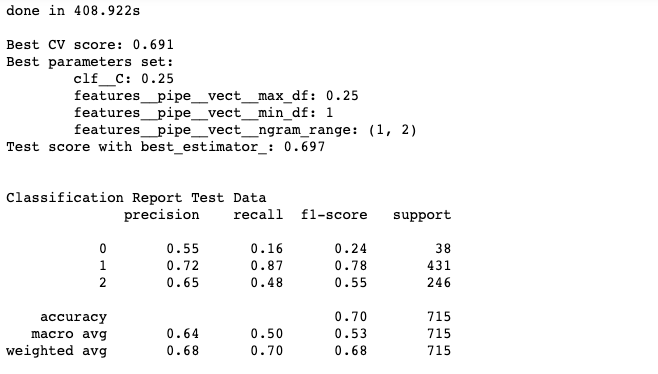 done in 408.922s
Best CV score: 0.691
Best parameters set:
clf__C: 0.25
features__pipe__vect__max_df: 0.25
features__pipe__vect__min_df: 1
features__pipe__vect__ngram_range: (1, 2)
Test score with best_estimator_: 0.697
Classification Report Test Data
precision recall f1-score support
0 0.55 0.16 0.24 38
1 0.72 0.87 0.78 431
2 0.65 0.48 0.55 246
accuracy 0.70 715
macro avg 0.64 0.50 0.53 715
weighted avg 0.68 0.70 0.68 715